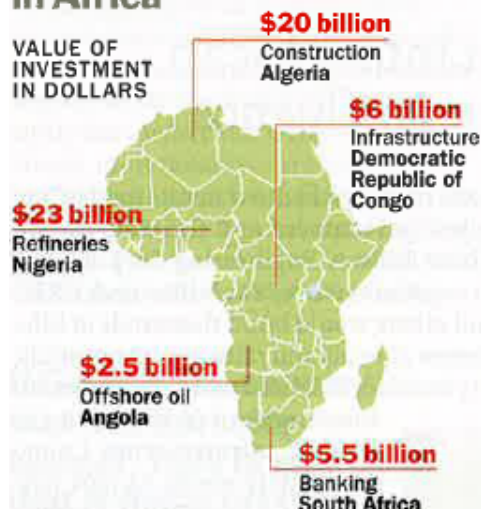 in Africa
VALUE OF
INVESTMENT
IN DOLLARS
$20 billion
Construction
Algeria
$6 billion
Infrastructure
Democratic
Republic of
Congo
$23 billion
Refineries
Nigeria
$2.5 billion
Offshore oil
Angola
$5.5 billion
Banking
South Africa